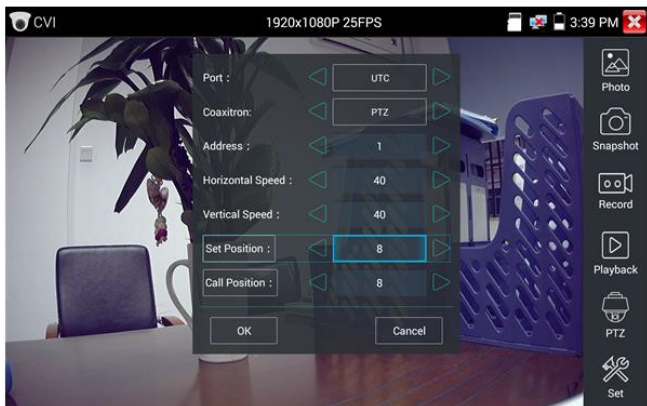 CVI 1920x1080P 25FPS 3:39 PM
Port : UTC
Coaxitron: PTZ
Address : 1
Horizontal Speed : 40
Vertical Speed : 40
Set Position : 8
Call Position : 8
OK Cancel
Photo
Snapshot
Record
Playback
PTZ
Set